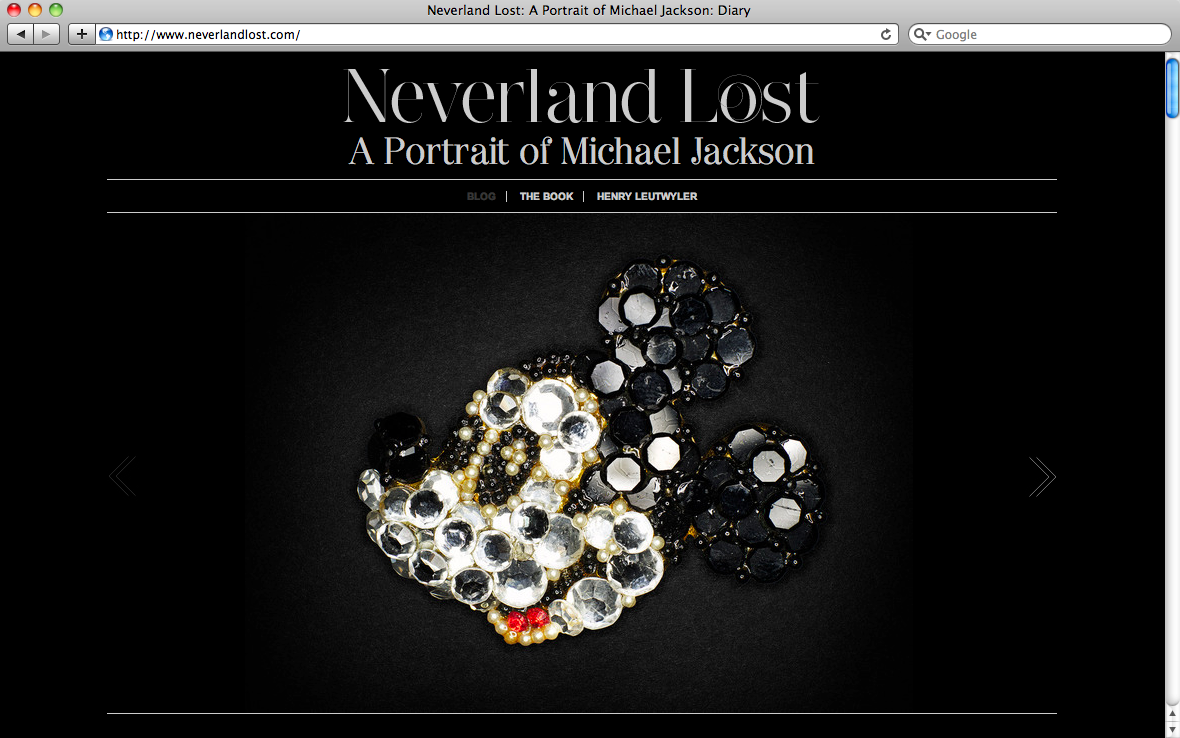 Neverland Lost: A Portrait of Michael Jackson: Diary
http://www.neverlandlost.com/
Google
Neverland Lost
A Portrait of Michael Jackson
BLOG | THE BOOK | HENRY LEUTWYLER